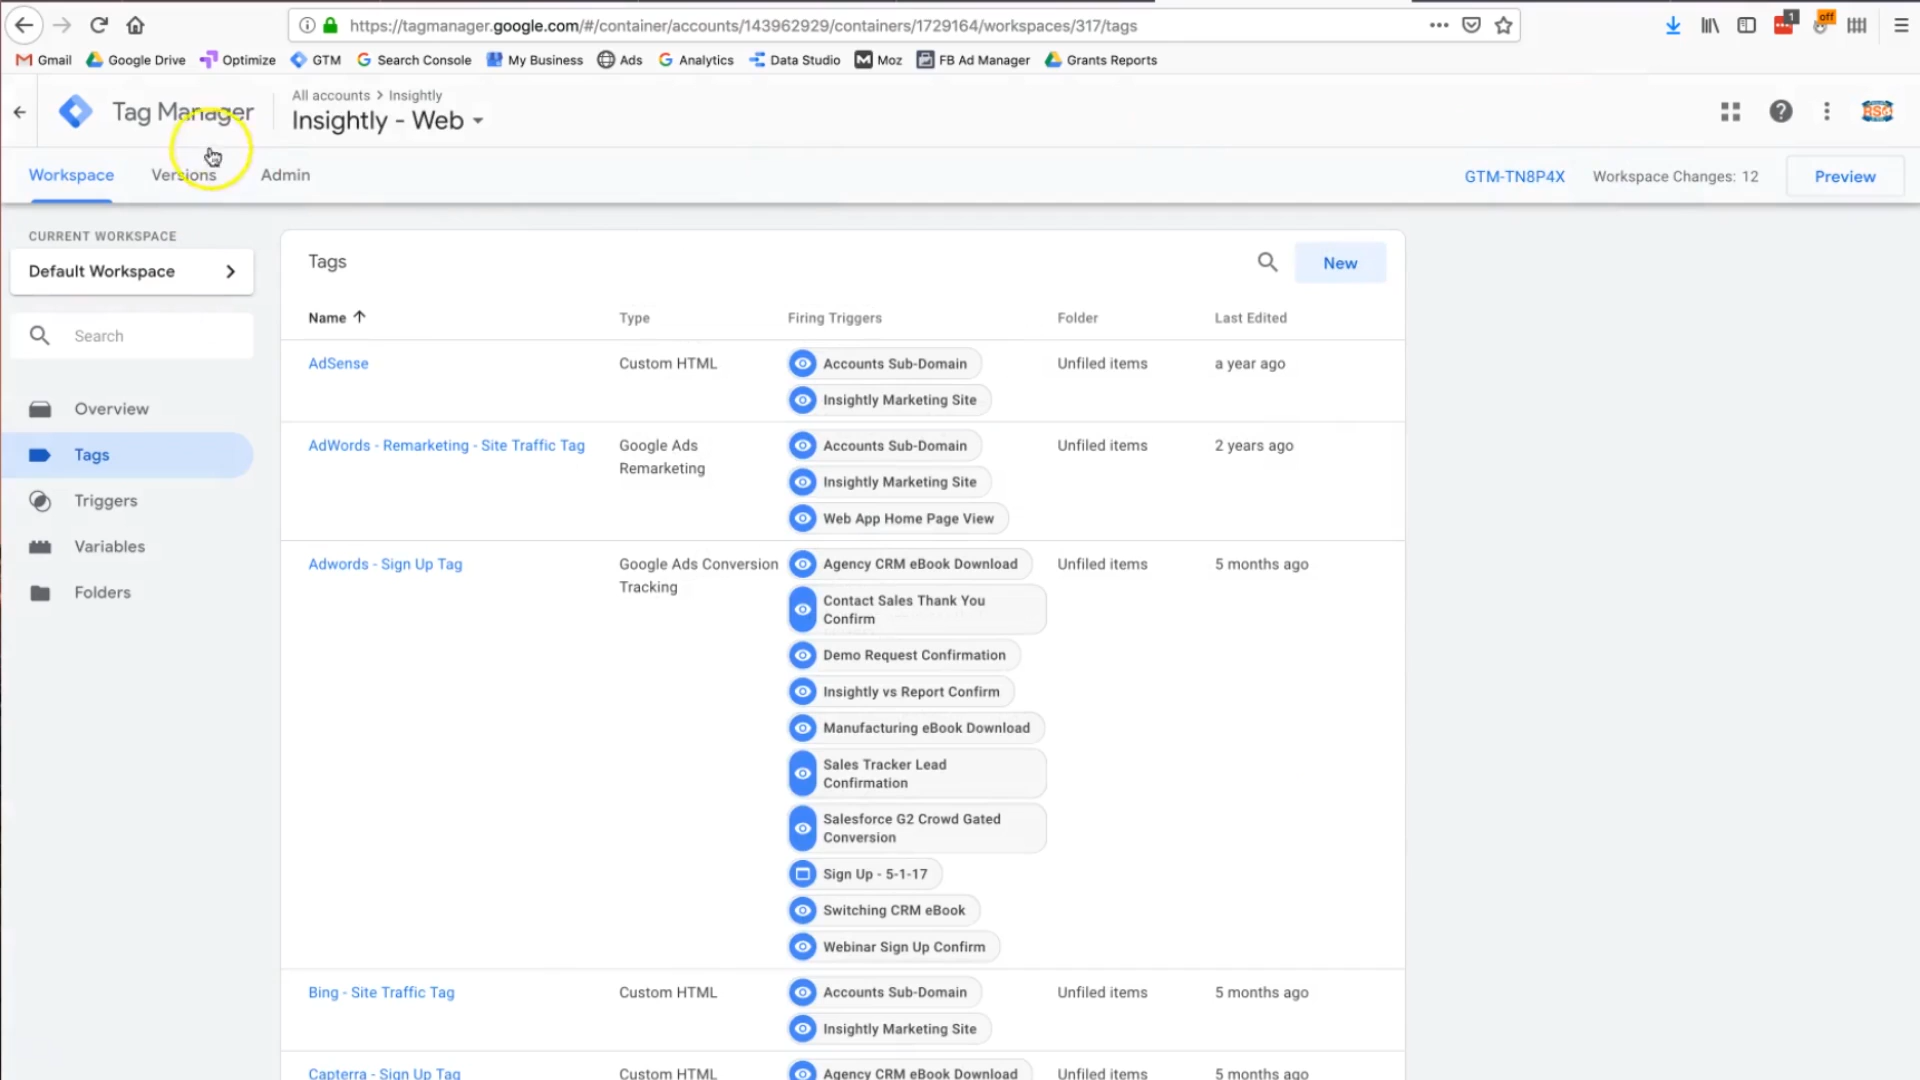 https://tagmanager.google.com/#/container/accounts/143962929/containers/1729164/workspaces/317/tags
1
off
Gmail
Google Drive
Optimize
GTM
Search Console
My Business
Ads
Analytics
Data Studio
Moz
FB Ad Manager
Grants Reports
Tag Manager
All accounts > Insightly
Insightly - Web
Workspace
Versions
Admin
GTM-TN8P4X
Workspace Changes: 12
Preview
CURRENT WORKSPACE
Default Workspace
Search
Overview
Tags
Triggers
Variables
Folders
Tags
New
Name
Type
Firing Triggers
Folder
Last Edited
AdSense
Custom HTML
Accounts Sub-Domain
Insightly Marketing Site
Unfiled items
a year ago
AdWords - Remarketing - Site Traffic Tag
Google Ads
Remarketing
Accounts Sub-Domain
Insightly Marketing Site
Web App Home Page View
Unfiled items
2 years ago
Adwords - Sign Up Tag
Google Ads Conversion
Tracking
Agency CRM eBook Download
Contact Sales Thank You
Confirm
Demo Request Confirmation
Insightly vs Report Confirm
Manufacturing eBook Download
Sales Tracker Lead
Confirmation
Salesforce G2 Crowd Gated
Conversion
Sign Up - 5-1-17
Switching CRM eBook
Webinar Sign Up Confirm
Unfiled items
5 months ago
Bing - Site Traffic Tag
Custom HTML
Accounts Sub-Domain
Insightly Marketing Site
Unfiled items
5 months ago
Capterra - Sign Up Tag
Custom HTML
Agency CRM eBook Download
Unfiled items
5 months ago